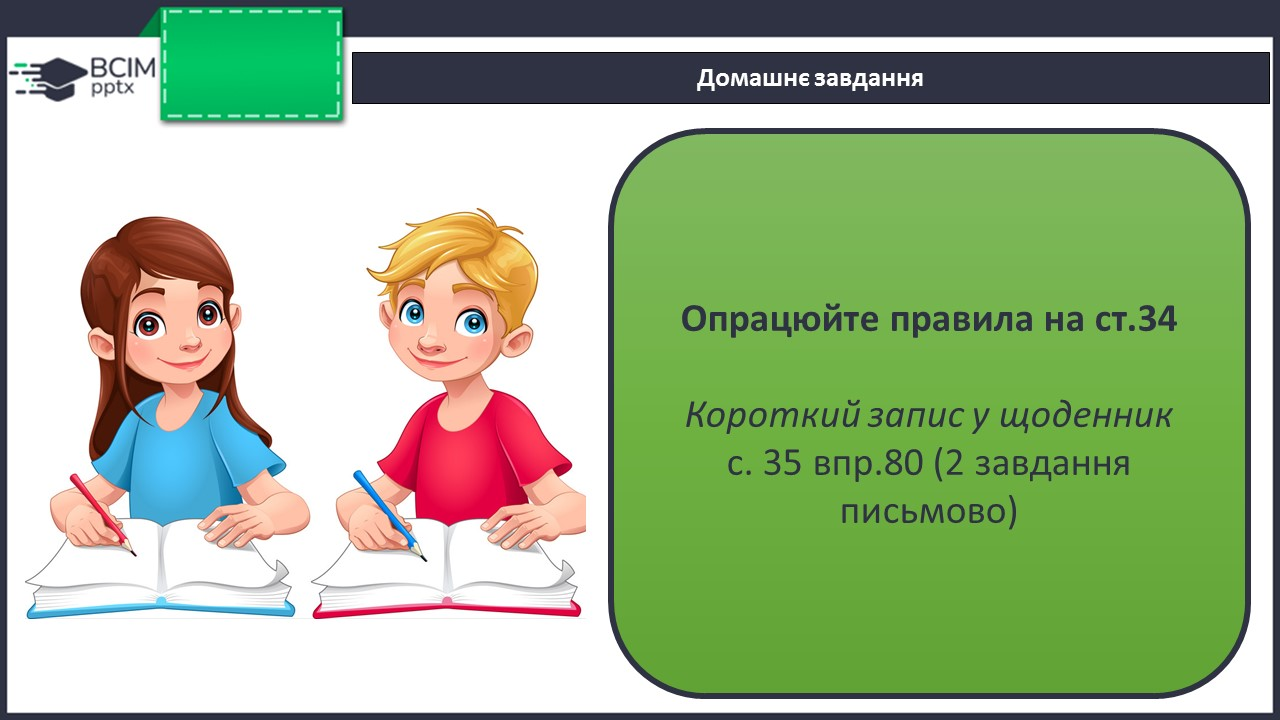 ВСІМ
pptx
Домашнє завдання
Опрацюйте правила на ст.34
Короткий запис у щоденник
с. 35 впр.80 (2 завдання
письмово)